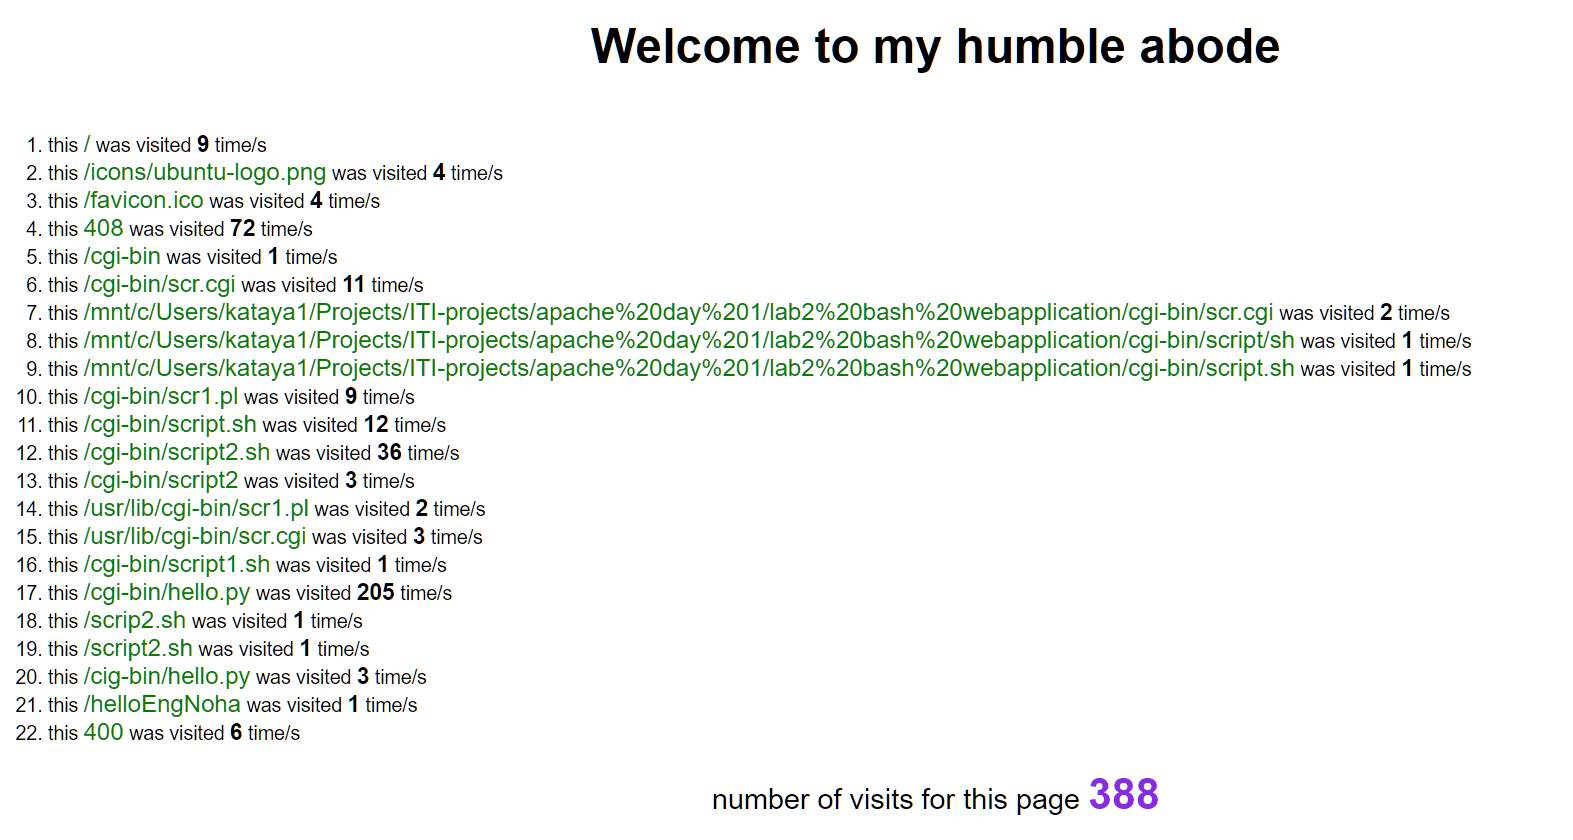 Welcome to my humble abode
1. this / was visited 9 time/s
2. this /icons/ubuntu-logo.png was visited 4 time/s
3. this /favicon.ico was visited 4 time/s
4. this 408 was visited 72 time/s
5. this /cgi-bin was visited 1 time/s
6. this /cgi-bin/scr.cgi was visited 11 time/s
7. this /mnt/c/Users/kataya1/Projects/ITI-projects/apache%20day%201/lab2%20bash%20webapplication/cgi-bin/scr.cgi was visited 2 time/s
8. this /mnt/c/Users/kataya1/Projects/ITI-projects/apache%20day%201/lab2%20bash%20webapplication/cgi-bin/script/sh was visited 1 time/s
9. this /mnt/c/Users/kataya1/Projects/ITI-projects/apache%20day%201/lab2%20bash%20webapplication/cgi-bin/script.sh was visited 1 time/s
10. this /cgi-bin/scr1.pl was visited 9 time/s
11. this /cgi-bin/script.sh was visited 12 time/s
12. this /cgi-bin/script2.sh was visited 36 time/s
13. this /cgi-bin/script2 was visited 3 time/s
14. this /usr/lib/cgi-bin/scr1.pl was visited 2 time/s
15. this /usr/lib/cgi-bin/scr.cgi was visited 3 time/s
16. this /cgi-bin/script1.sh was visited 1 time/s
17. this /cgi-bin/hello.py was visited 205 time/s
18. this /scrip2.sh was visited 1 time/s
19. this /script2.sh was visited 1 time/s
20. this /cig-bin/hello.py was visited 3 time/s
21. this /helloEngNoha was visited 1 time/s
22. this 400 was visited 6 time/s
number of visits for this page 388